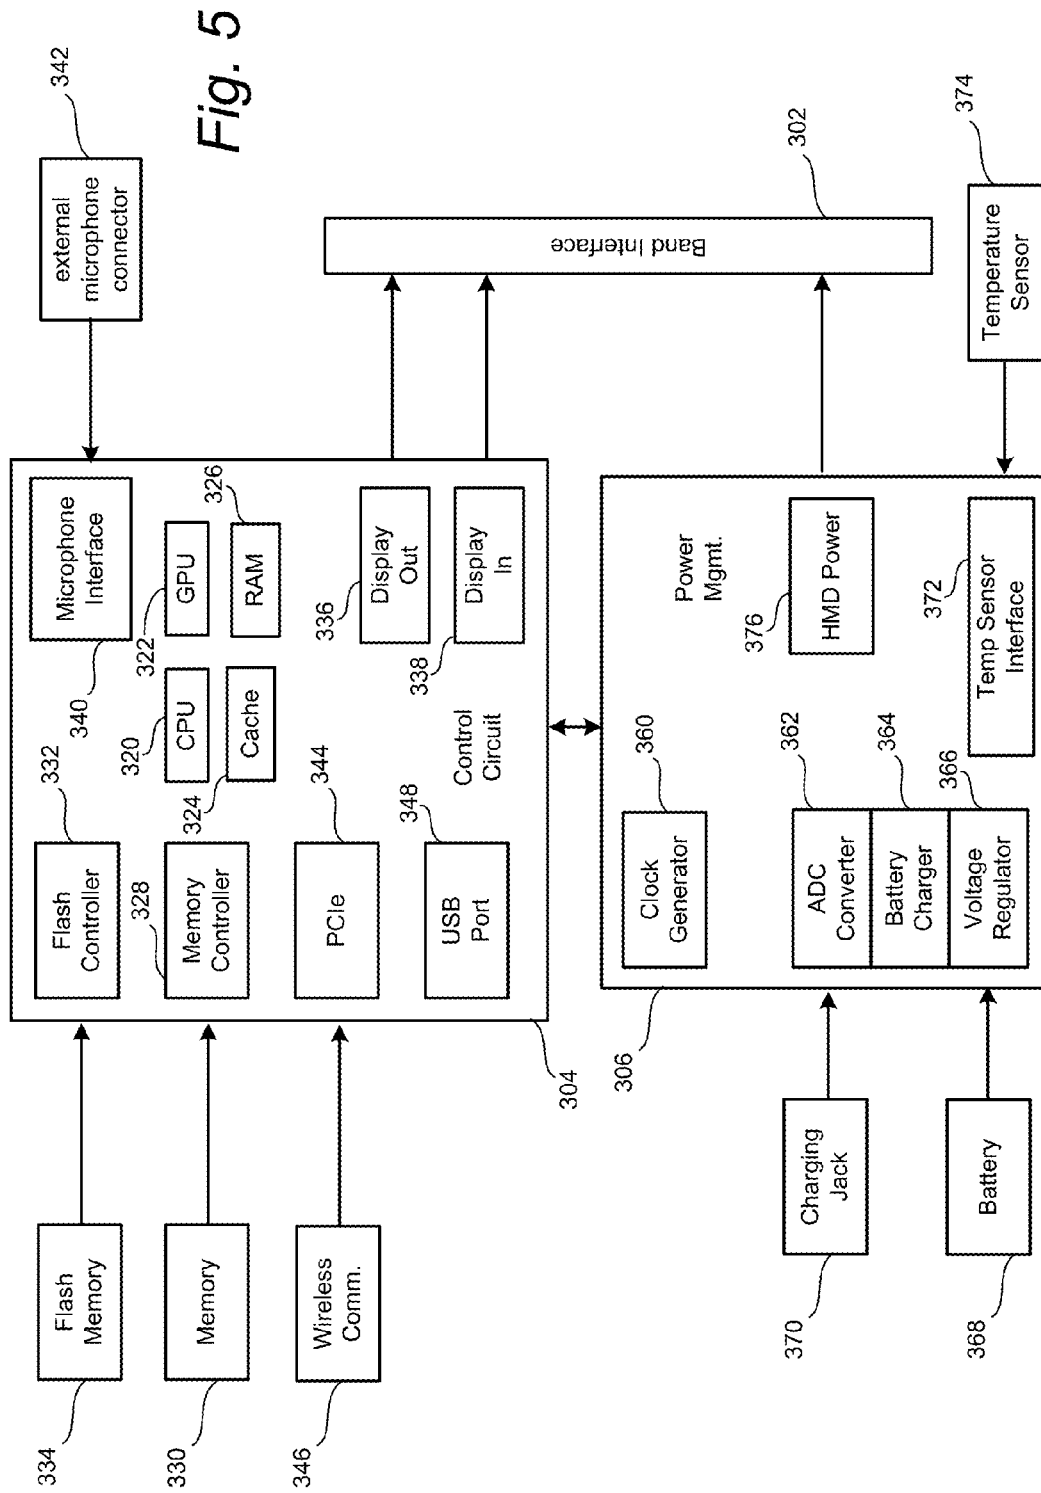 Fig. 5
334
Flash
Memory
330
Memory
346
Wireless
Comm.
332
Flash
Controller
328
Memory
Controller
344
PCIe
348
USB
Port
304
340
Microphone
Interface
320
CPU
322
GPU
324
Cache
326
RAM
336
Display
Out
338
Display
In
Control
Circuit
342
external
microphone
connector
302
Band Interface
306
360
Clock
Generator
362
ADC
Converter
364
Battery
Charger
366
Voltage
Regulator
Power
Mgmt.
376
HMD Power
372
Temp Sensor
Interface
374
Temperature
Sensor
370
Charging
Jack
368
Battery